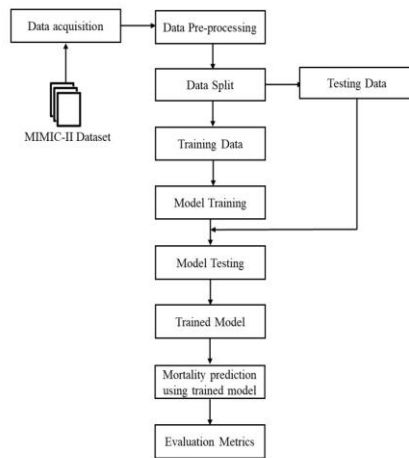 Data acquisition
Data Pre-processing
MIMIC-II Dataset
Data Split
Testing Data
Training Data
Model Training
Model Testing
Trained Model
Mortality prediction
using trained model
Evaluation Metrics